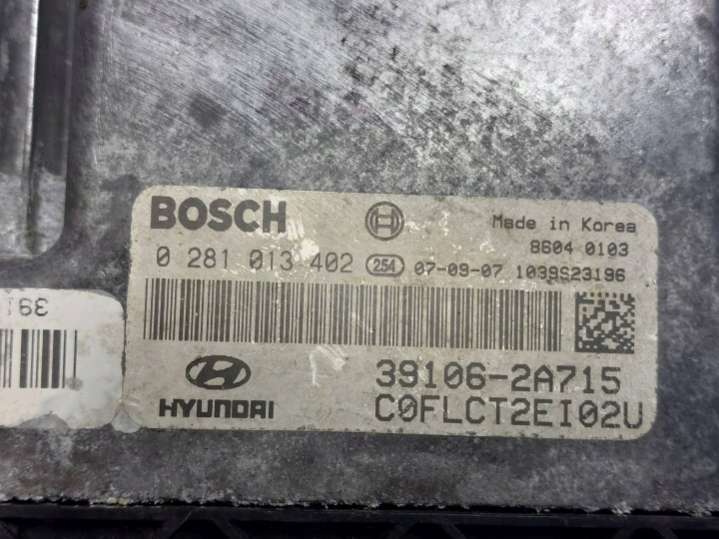 BOSCH
Made in Korea
8604 0103
0 281 013 402 254 07-09-07 1039S23196
39106-2A715
HYUNDAI
C0FLCT2EI02U
391